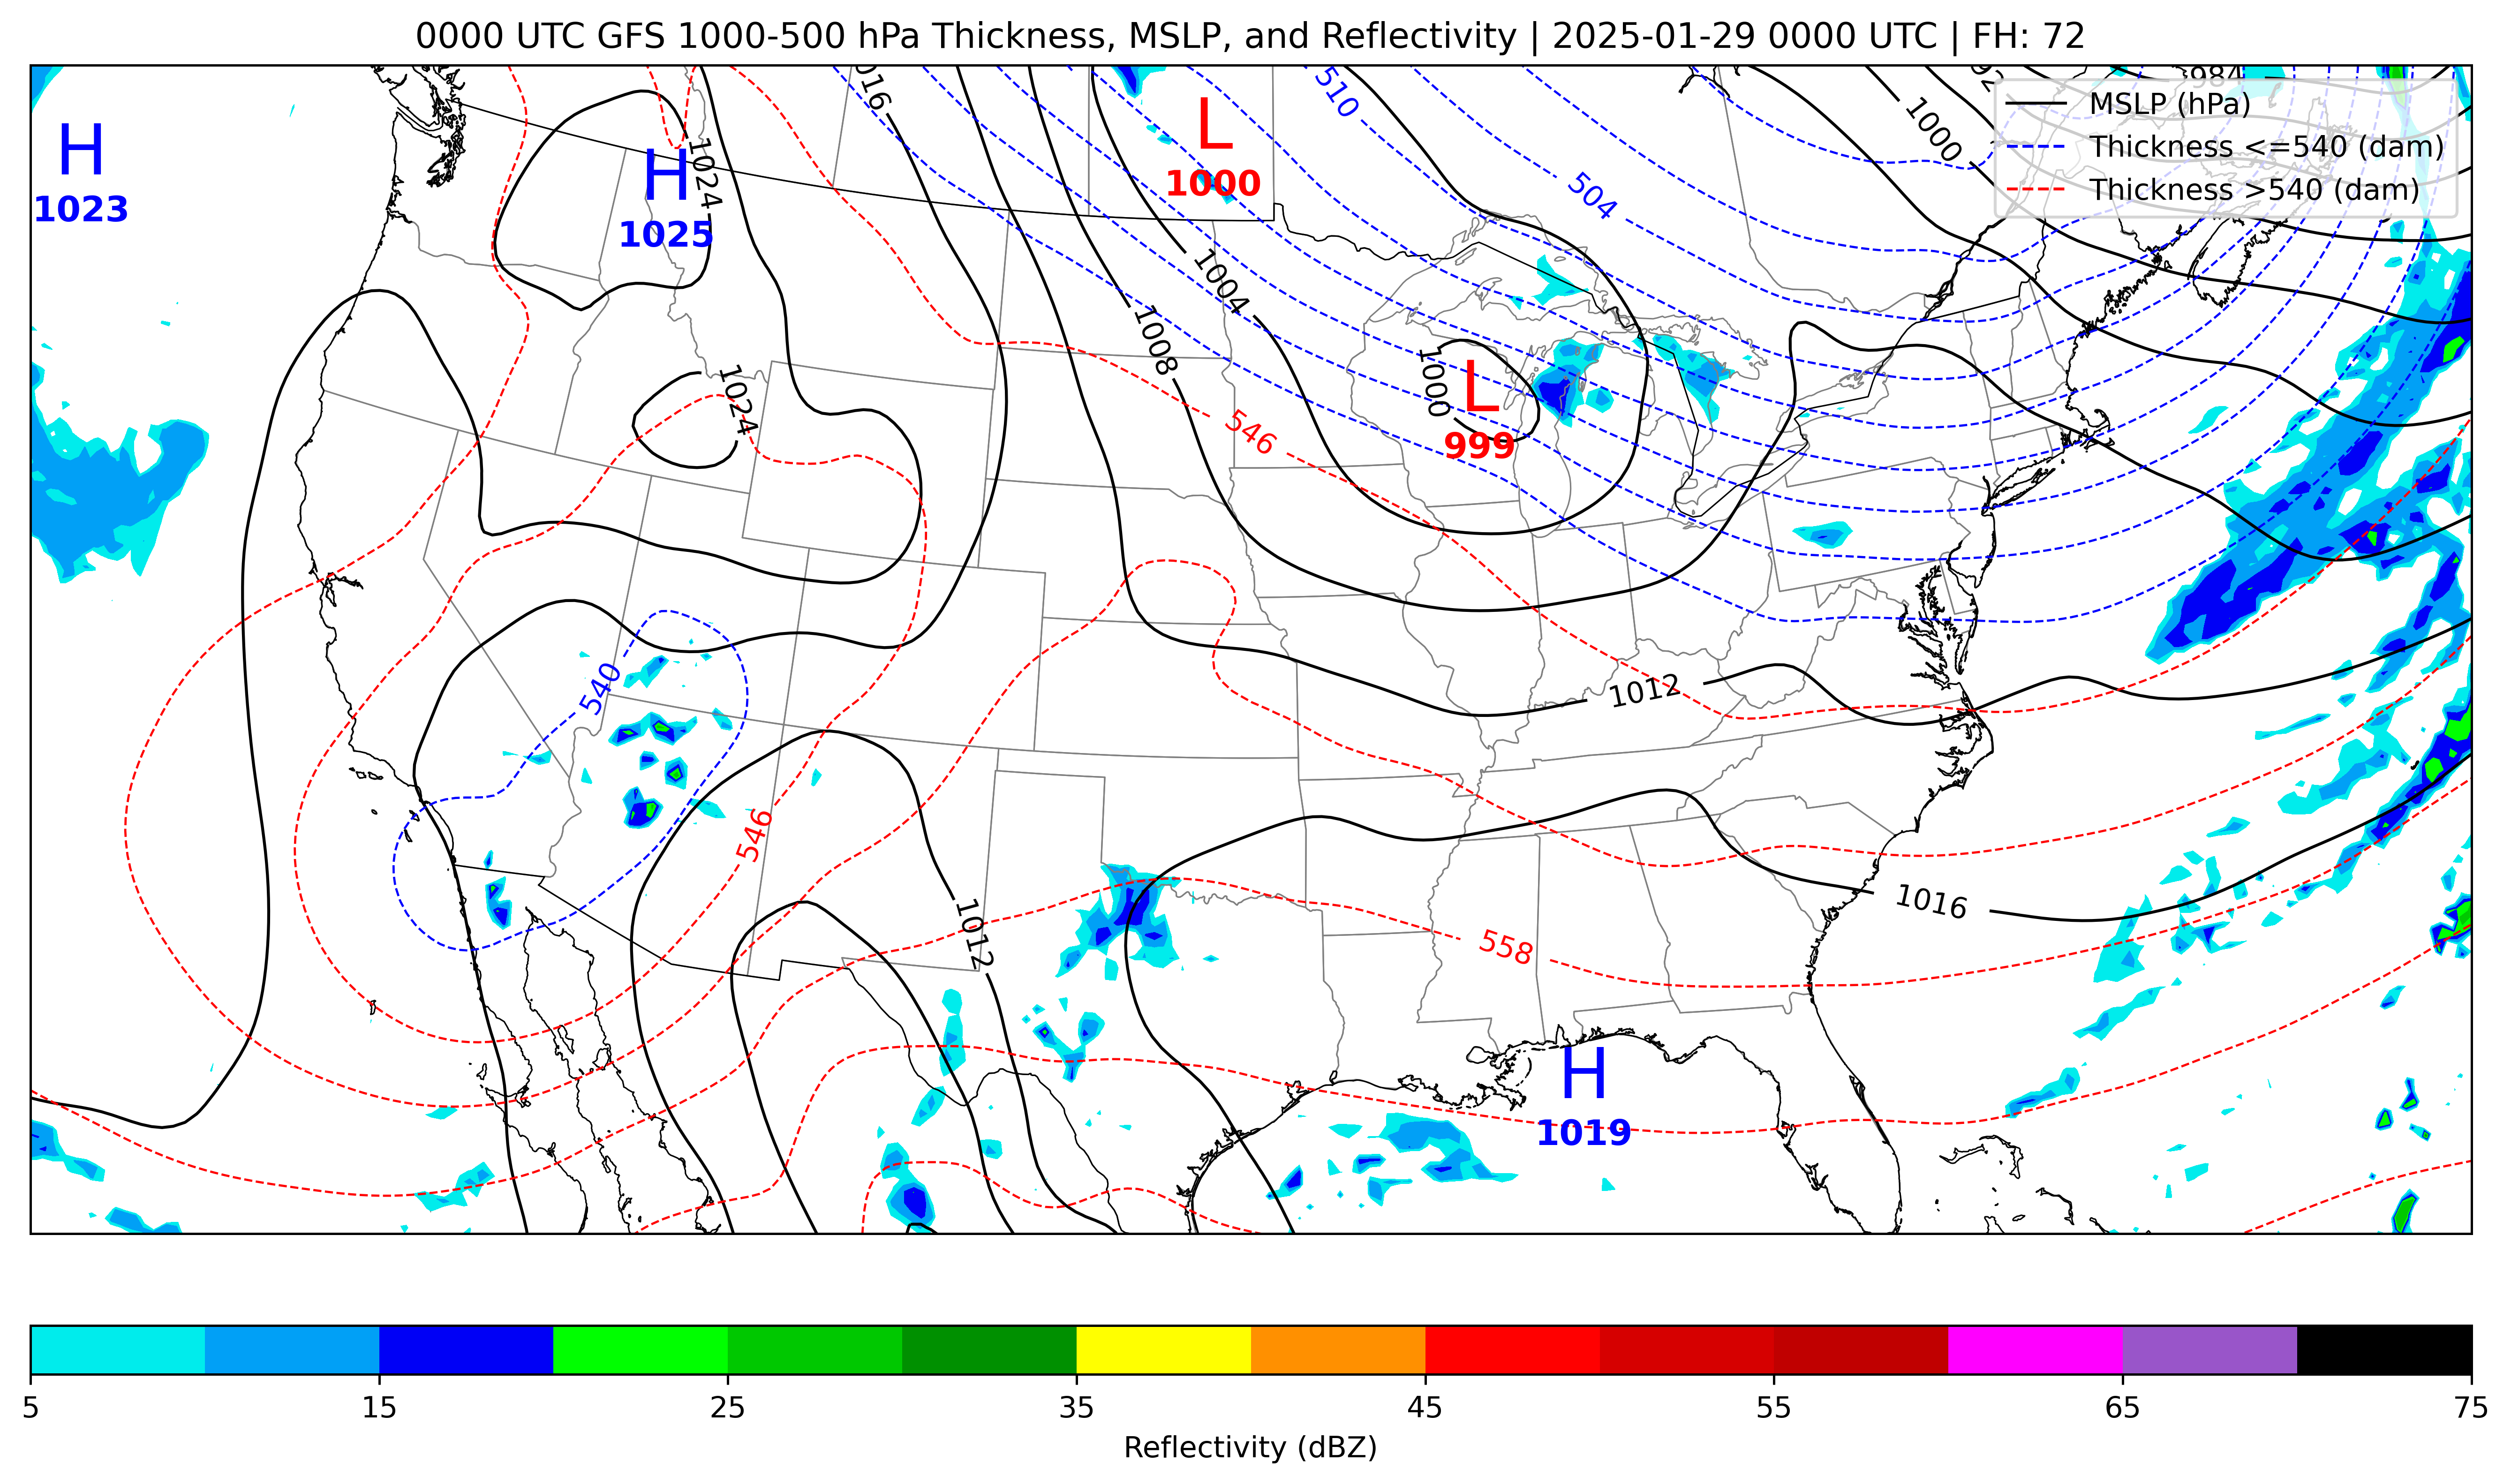 0000 UTC GFS 1000-500 hPa Thickness, MSLP, and Reflectivity | 2025-01-29 0000 UTC | FH: 72
MSLP (hPa)
Thickness <=540 (dam)
Thickness >540 (dam)
984
1000
016
510
504
H
1023
H
1025
1024
L
1000
1004
1008
1000
L
999
1024
546
540
1012
546
1016
1012
558
H
1019
5 15 25 35 45 55 65 75
Reflectivity (dBZ)